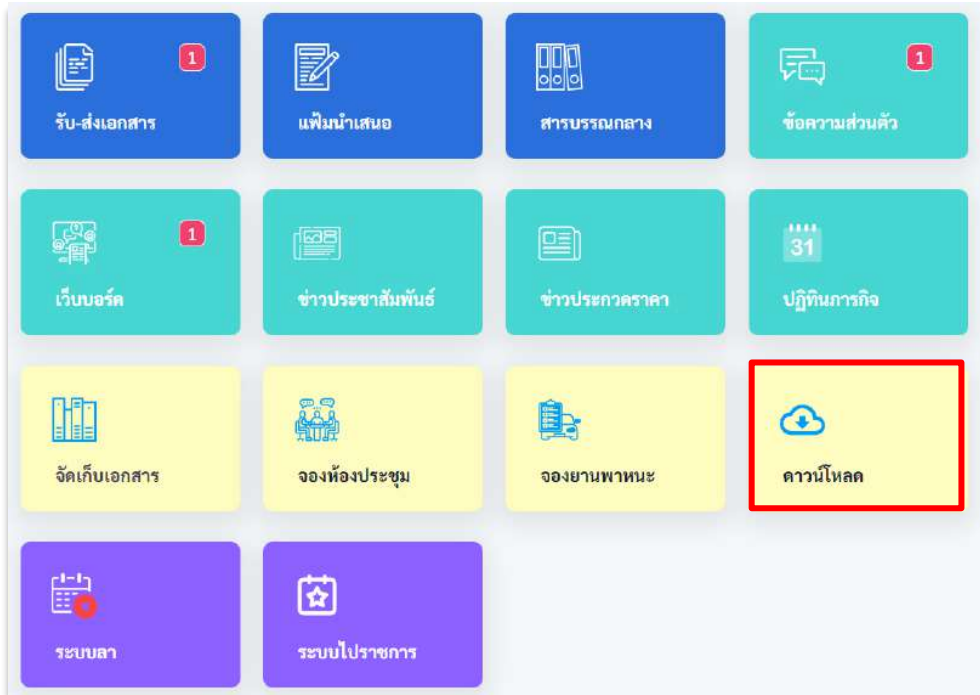 1
รับ-ส่งเอกสาร
แฟ้มนำเสนอ
สารบรรณกลาง
1
ข้อความส่วนตัว
1
เว็บบอร์ด
ข่าวประชาสัมพันธ์
ข่าวประกวดราคา
31
ปฏิทินภารกิจ
จัดเก็บเอกสาร
จองห้องประชุม
จองยานพาหนะ
ดาวน์โหลด
ระบบลา
ระบบไปราชการ